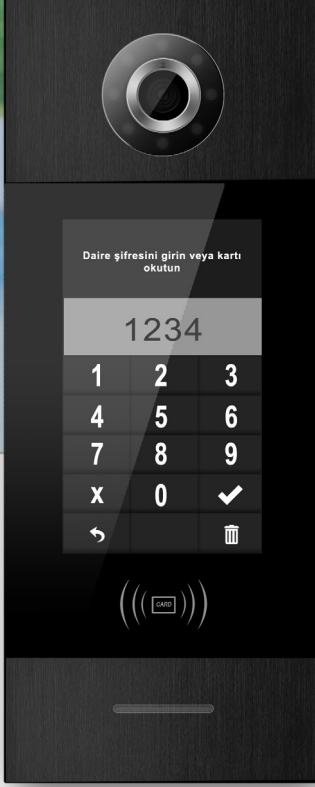 Daire şifresini girin veya kartı
okutun
1234
1 2 3
4 5 6
7 8 9
X 0
CARD